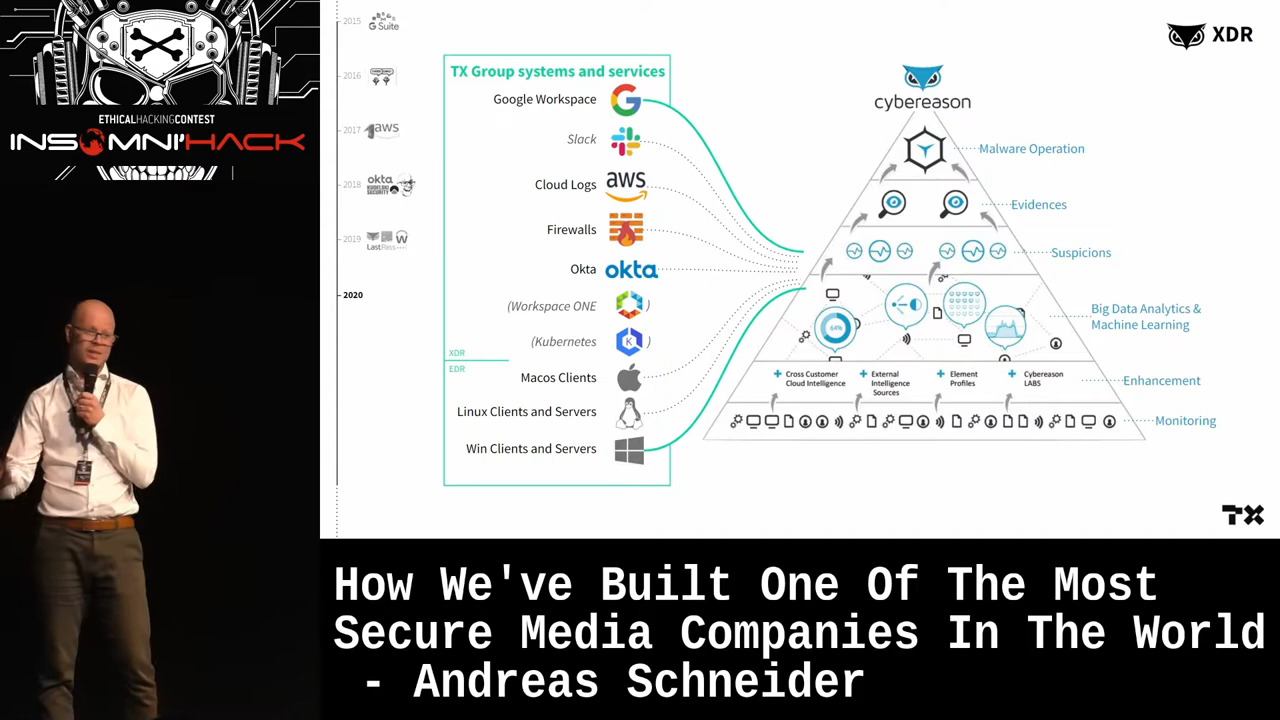 ETHICALHACKINGCONTEST
INSOMNI'HACK
2015
G Suite
2016
2017
aws
2018
okta
KUDELSKI
SECURITY
2019
LastPass
2020
TX Group systems and services
Google Workspace
Slack
Cloud Logs
aws
Firewalls
Okta
okta
(Workspace ONE
)
(Kubernetes
)
XDR
EDR
Macos Clients
Linux Clients and Servers
Win Clients and Servers
XDR
cybereason
Malware Operation
Evidences
Suspicions
64%
Big Data Analytics &
Machine Learning
+ Cross Customer
Cloud Intelligence
+ External
Intelligence
Sources
+ Element
Profiles
+ Cybereason
LABS
Enhancement
Monitoring
TX
How We've Built One Of The Most
Secure Media Companies In The World
- Andreas Schneider